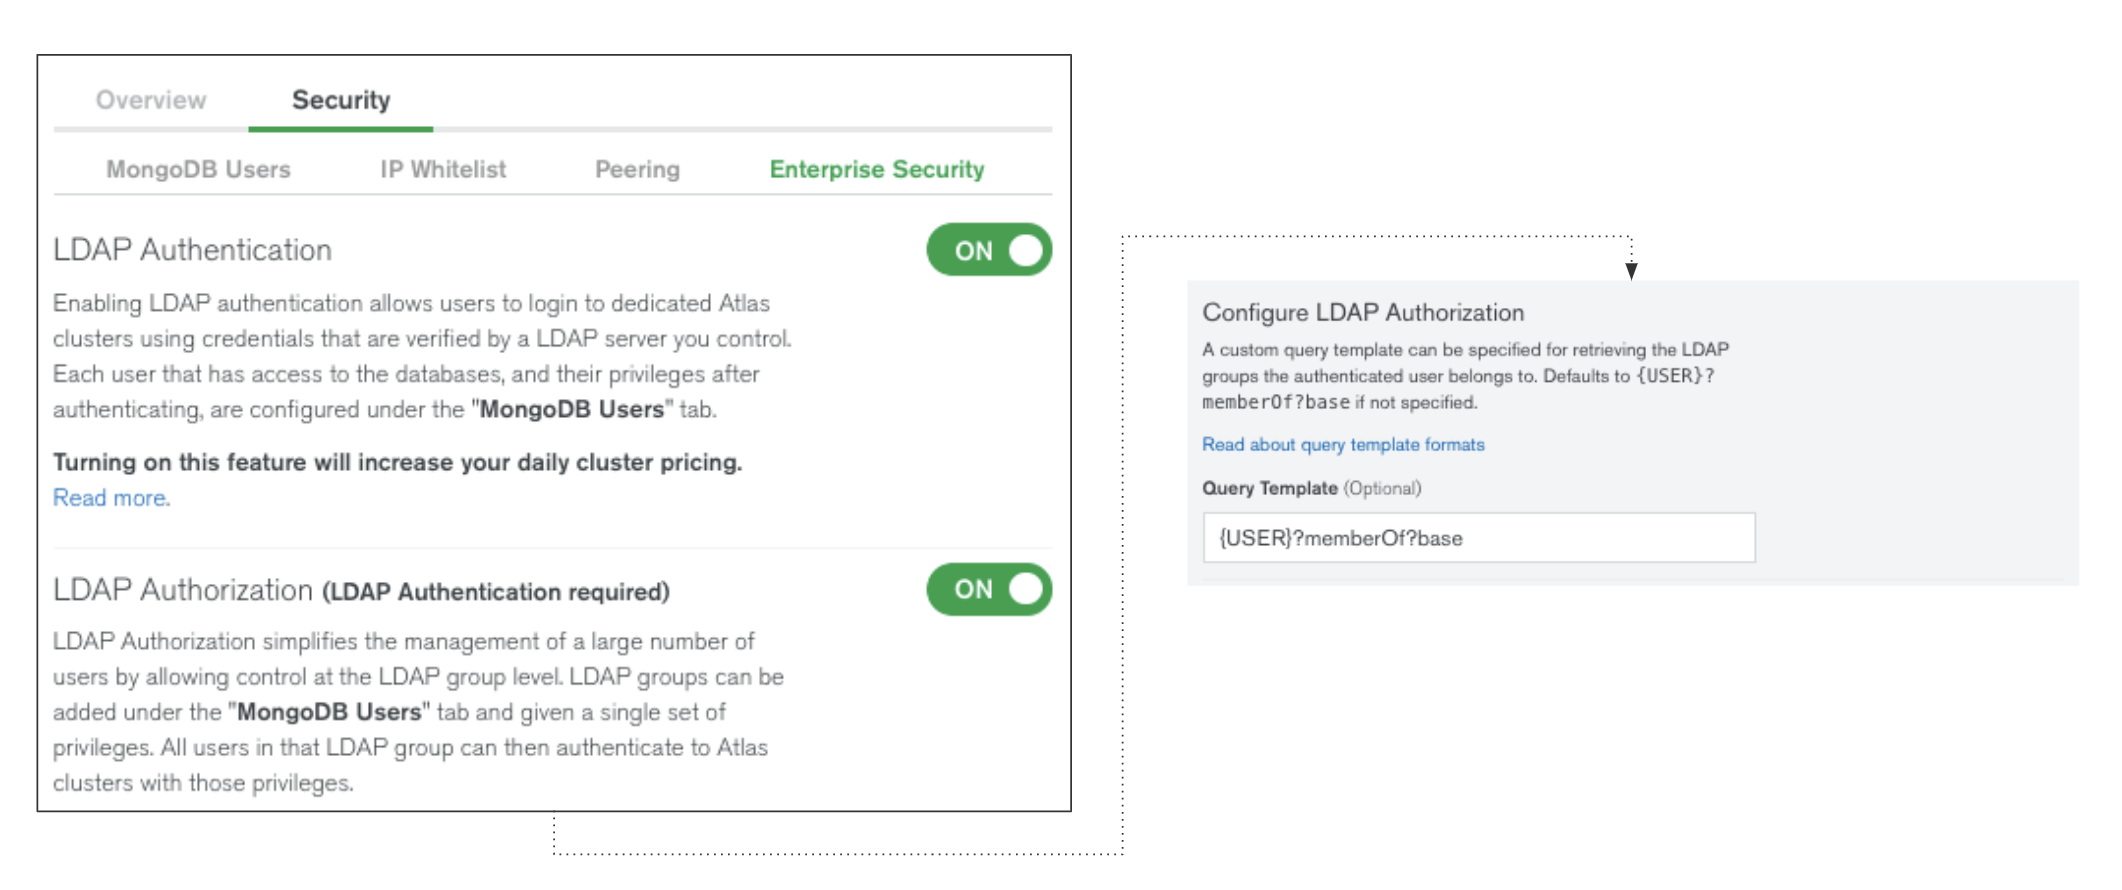 Overview Security
MongoDB Users IP Whitelist Peering Enterprise Security
LDAP Authentication ON
Enabling LDAP authentication allows users to login to dedicated Atlas
clusters using credentials that are verified by a LDAP server you control.
Each user that has access to the databases, and their privileges after
authenticating, are configured under the "MongoDB Users" tab.
Turning on this feature will increase your daily cluster pricing.
Read more.
LDAP Authorization (LDAP Authentication required) ON
LDAP Authorization simplifies the management of a large number of
users by allowing control at the LDAP group level. LDAP groups can be
added under the "MongoDB Users" tab and given a single set of
privileges. All users in that LDAP group can then authenticate to Atlas
clusters with those privileges.
Configure LDAP Authorization
A custom query template can be specified for retrieving the LDAP
groups the authenticated user belongs to. Defaults to {USER}?
memberOf?base if not specified.
Read about query template formats
Query Template (Optional)
{USER}?memberOf?base